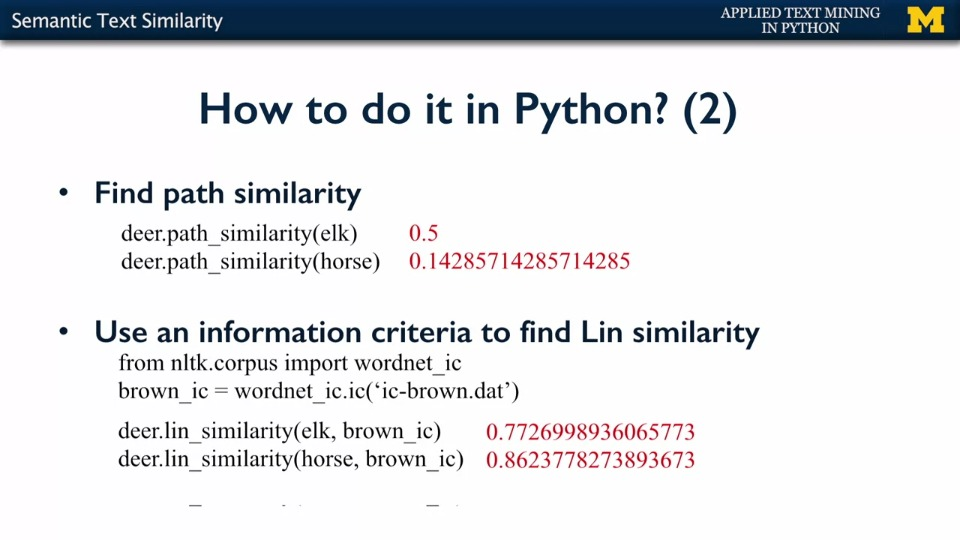 Semantic Text Similarity
APPLIED TEXT MINING
IN PYTHON
M
How to do it in Python? (2)
• Find path similarity
deer.path_similarity(elk) 0.5
deer.path_similarity(horse) 0.14285714285714285
• Use an information criteria to find Lin similarity
from nltk.corpus import wordnet_ic
brown_ic = wordnet_ic.ic(‘ic-brown.dat’)
deer.lin_similarity(elk, brown_ic) 0.7726998936065773
deer.lin_similarity(horse, brown_ic) 0.8623778273893673